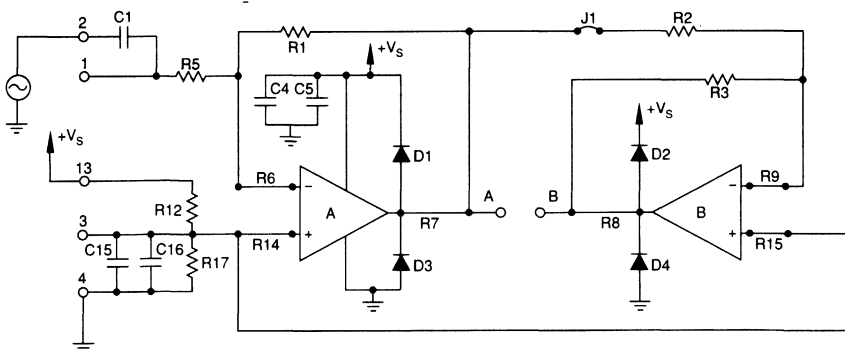 2
C1
J1
R2
R1
1
R5
+Vs
R3
C4
C5
+Vs
+Vs
13
D1
D2
R6
−
−
R9
R12
A
A
B
B
3
R7
R8
C15
C16
R14
+
+
R15
R17
4
D3
D4